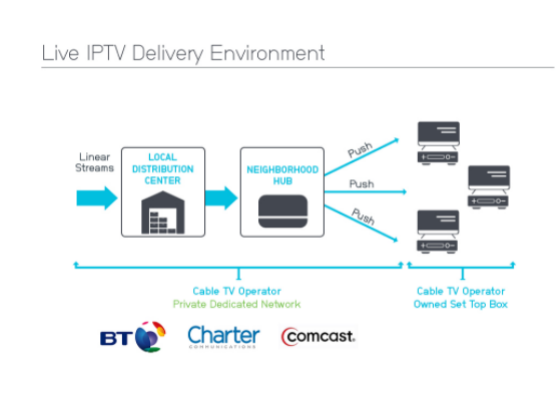 Live IPTV Delivery Environment
Linear
Streams
LOCAL
DISTRIBUTION
CENTER
NEIGHBORHOOD
HUB
Push
Push
Push
Cable TV Operator
Private Dedicated Network
Cable TV Operator
Owned Set Top Box
BT
Charter
COMMUNICATIONS
comcast.